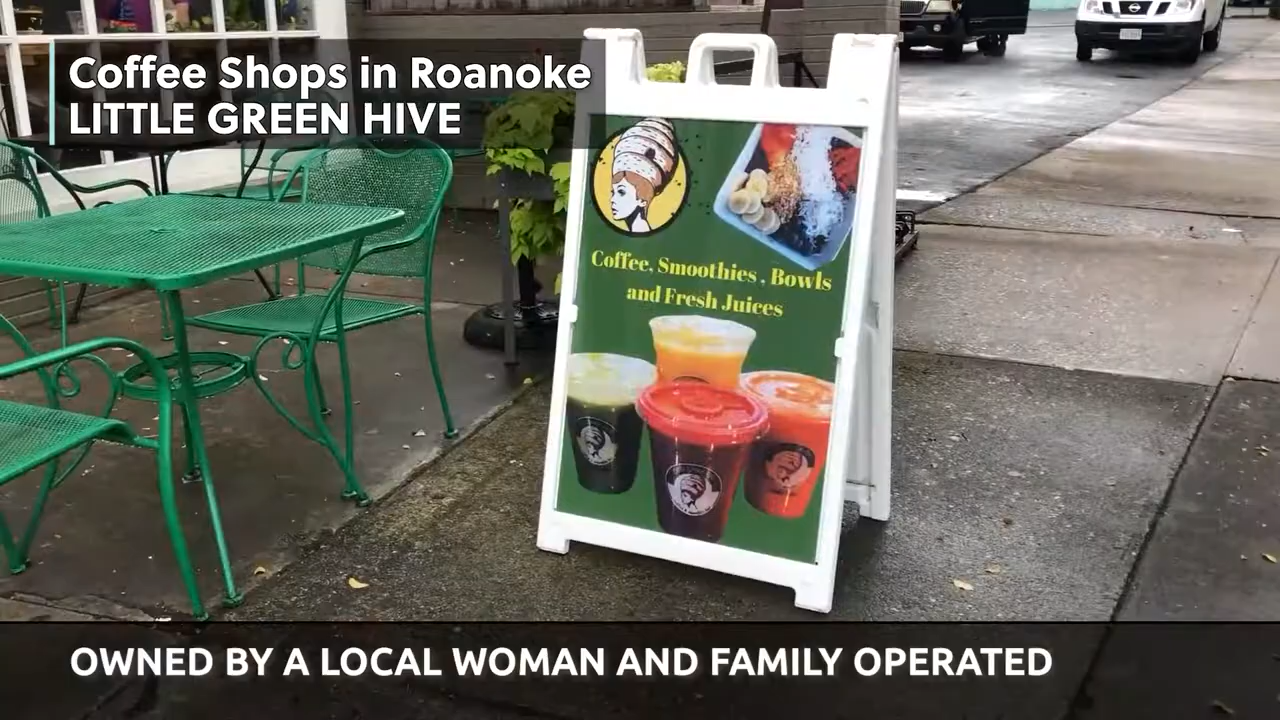 Coffee Shops in Roanoke
LITTLE GREEN HIVE
Coffee, Smoothies , Bowls
and Fresh Juices
OWNED BY A LOCAL WOMAN AND FAMILY OPERATED